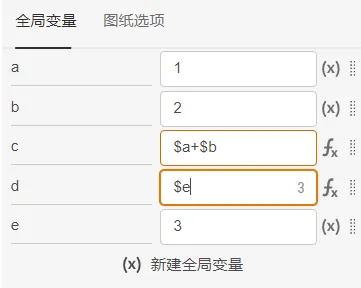 全局变量 图纸选项
a 1 (x)
b 2 (x)
c $a+$b fx
d $e 3 fx
e 3 (x)
(x) 新建全局变量